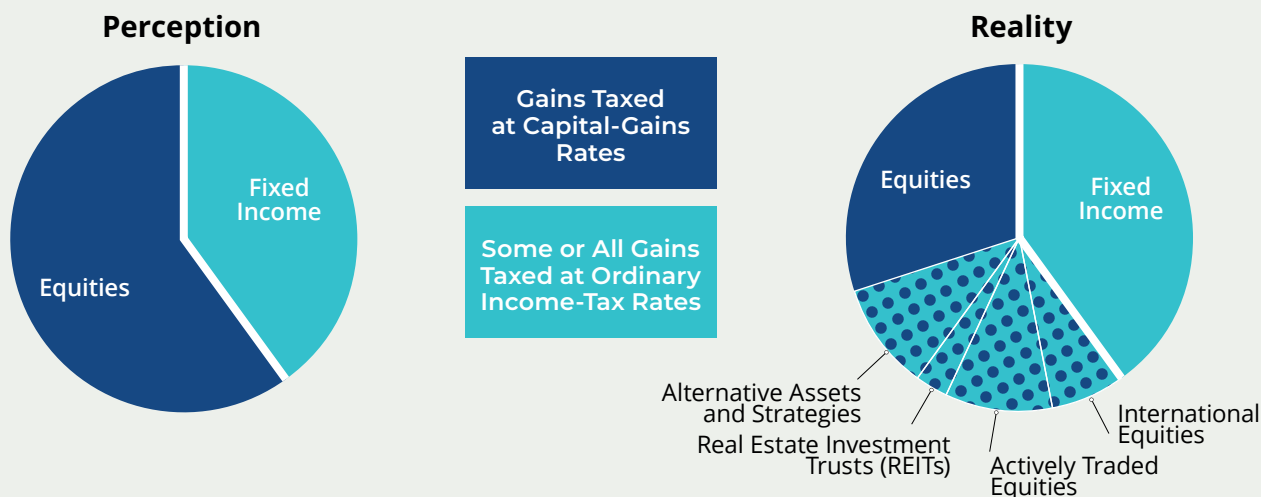 Perception
Fixed
Income
Equities
Gains Taxed
at Capital-Gains
Rates
Some or All Gains
Taxed at Ordinary
Income-Tax Rates
Reality
Equities
Fixed
Income
Alternative Assets
and Strategies
Real Estate Investment
Trusts (REITs)
Actively Traded
Equities
International
Equities